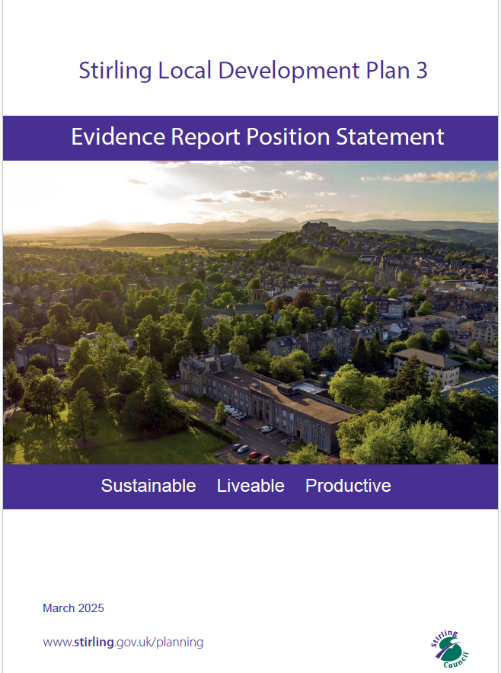 Stirling Local Development Plan 3
Evidence Report Position Statement
Sustainable Liveable Productive
March 2025
www.stirling.gov.uk/planning
Stirling
Council